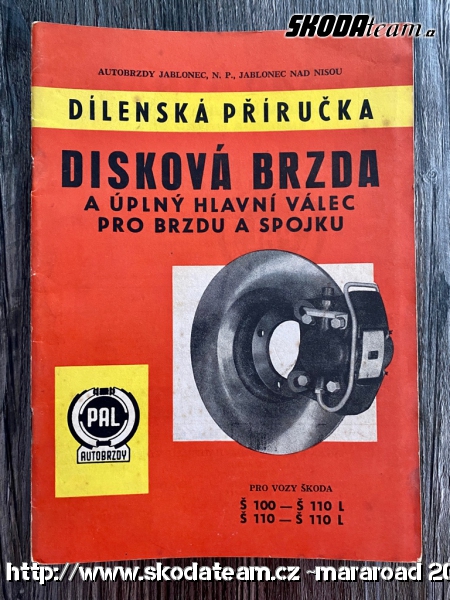 ŠKODAteam.cz
AUTOBRZDY JABLONEC, N. P., JABLONEC NAD NISOU
DÍLENSKÁ PŘÍRUČKA
DISKOVÁ BRZDA
A ÚPLNÝ HLAVNÍ VÁLEC
PRO BRZDU A SPOJKU
PAL
AUTOBRZDY
PRO VOZY ŠKODA
Š 100 — Š 110 L
Š 110 — Š 110 L
http://www.skodateam.cz ~mararoad 20